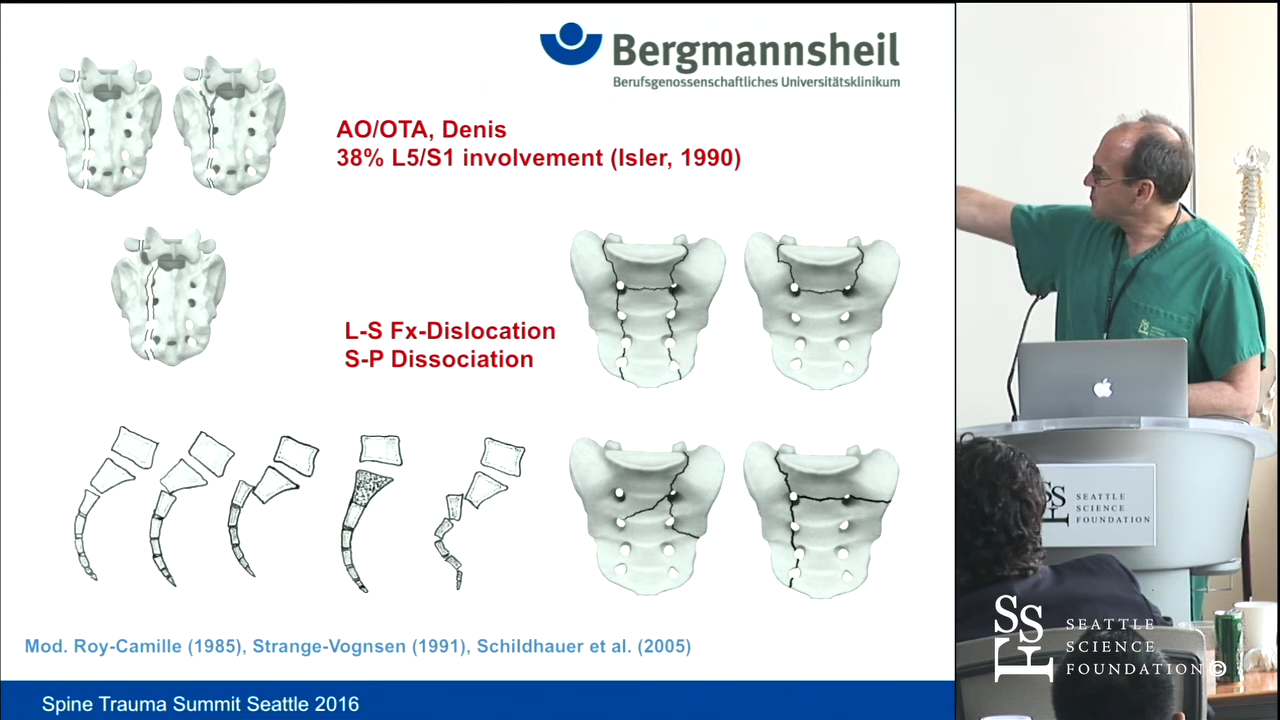 Bergmannsheil
Berufsgenossenschaftliches Universitätsklinikum
AO/OTA, Denis
38% L5/S1 involvement (Isler, 1990)
L-S Fx-Dislocation
S-P Dissociation
Mod. Roy-Camille (1985), Strange-Vognsen (1991), Schildhauer et al. (2005)
Spine Trauma Summit Seattle 2016
SEATTLE
SCIENCE
FOUNDATION
SSF
SEATTLE
SCIENCE
FOUNDATION©